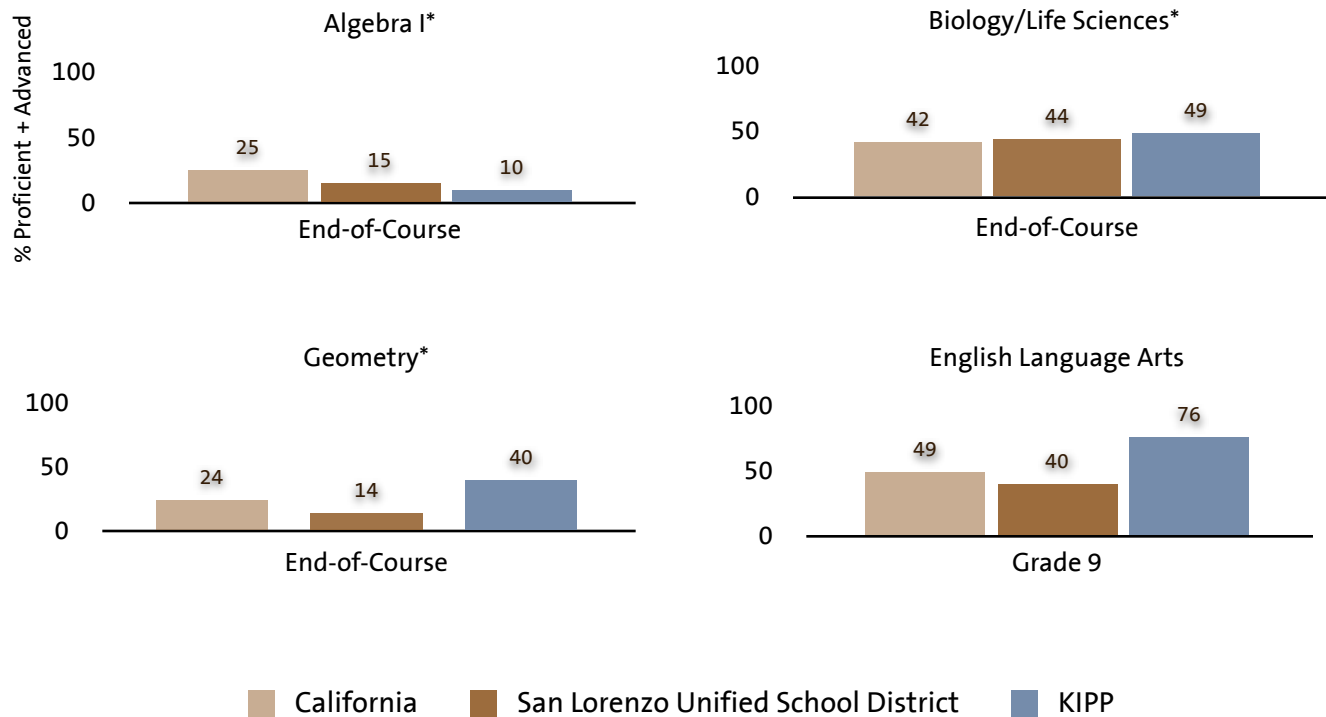 % Proficient + Advanced
Algebra I*
100
50
0
25
15
10
End-of-Course
Biology/Life Sciences*
100
50
0
42
44
49
End-of-Course
Geometry*
100
50
0
24
14
40
End-of-Course
English Language Arts
100
50
0
49
40
76
Grade 9
California
San Lorenzo Unified School District
KIPP